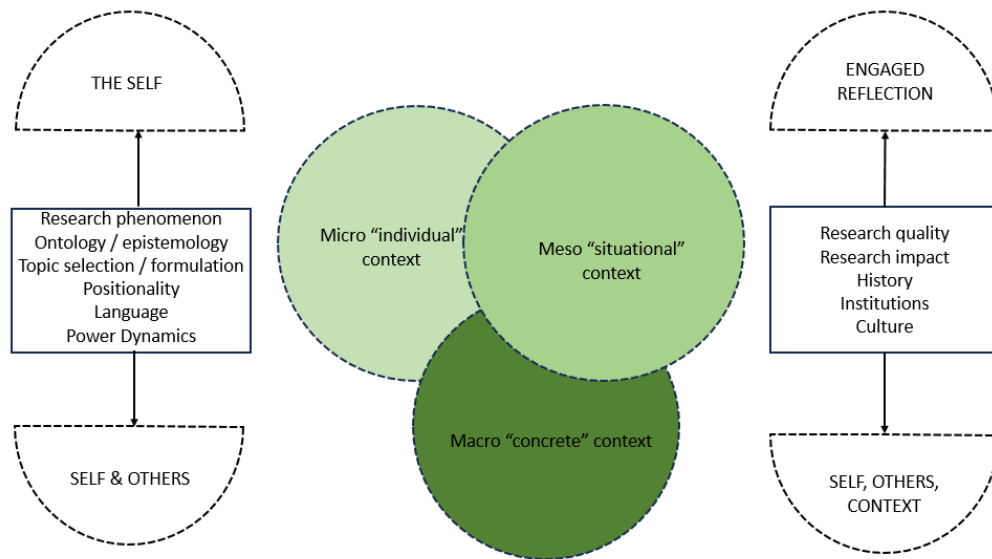 THE SELF
Research phenomenon
Ontology / epistemology
Topic selection / formulation
Positionality
Language
Power Dynamics
SELF & OTHERS
Micro “individual”
context
Meso “situational”
context
Macro “concrete” context
ENGAGED
REFLECTION
Research quality
Research impact
History
Institutions
Culture
SELF, OTHERS,
CONTEXT